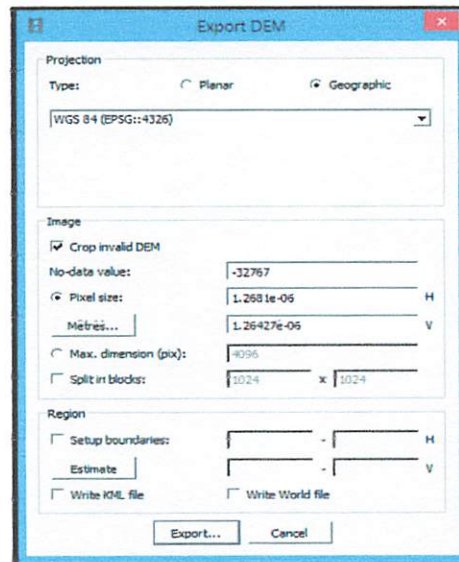 Export DEM
Projection
Type: Planar Geographic
WGS 84 (EPSG::4326)
Image
Crop invalid DEM
No-data value: -32767
Pixel size: 1.2681e-06 H
Metres... 1.26427e-06 V
Max. dimension (pix): 4096
Split in blocks: 1024 x 1024
Region
Setup boundaries: - H
Estimate - V
Write KML file Write World file
Export... Cancel